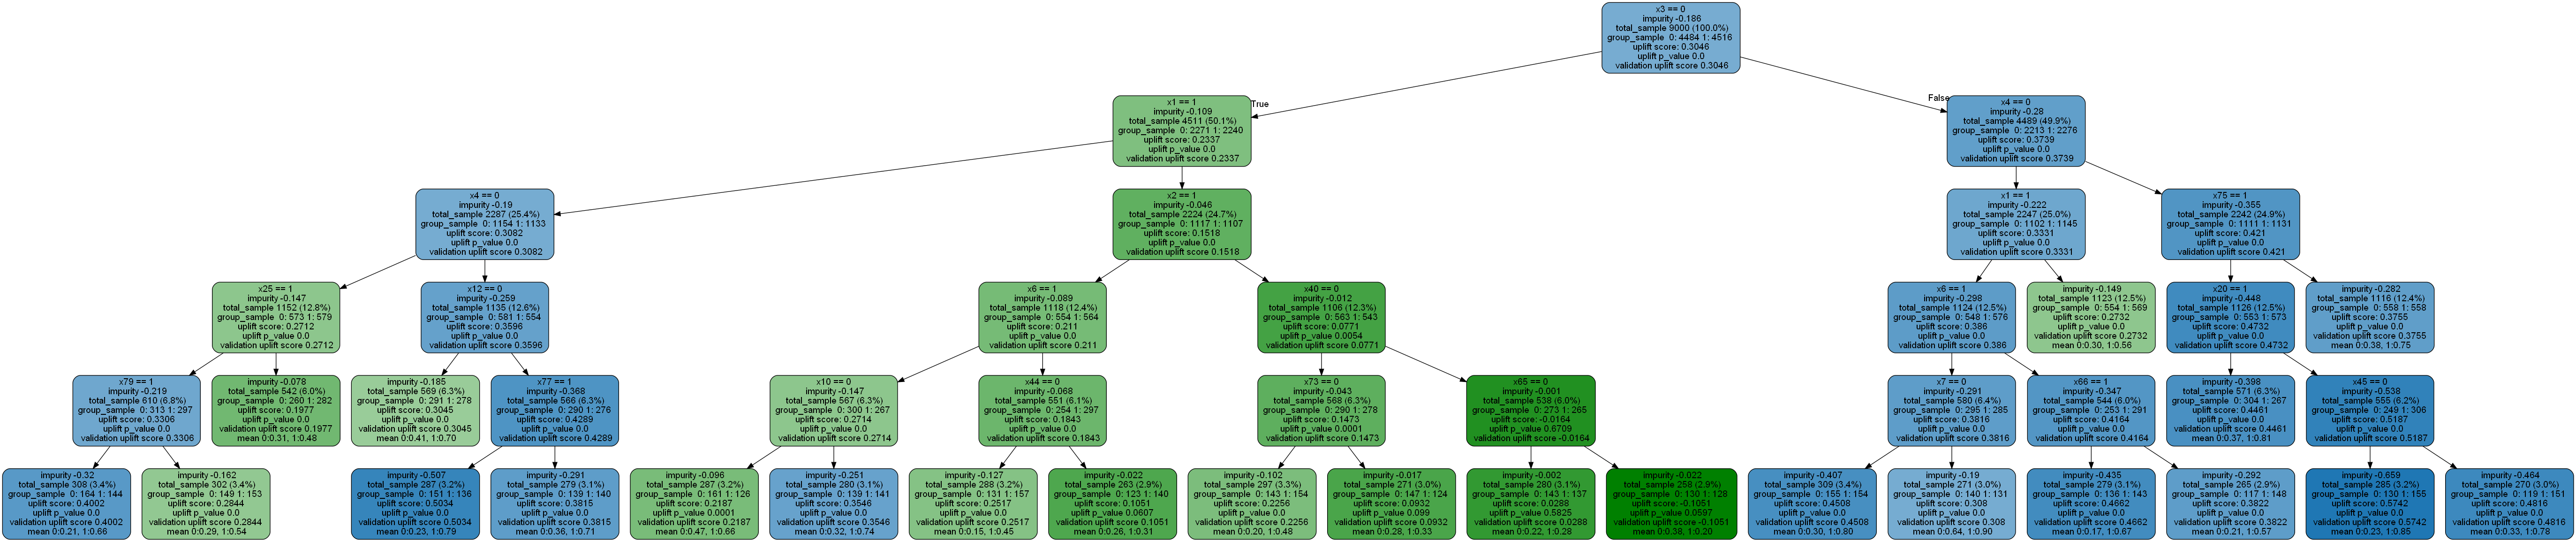 x3 == 0
impurity -0.186
total_sample 9000 (100.0%)
group_sample 0: 4484 1: 4516
uplift score: 0.3046
uplift p_value 0.0
validation uplift score 0.3046
True
False
x1 == 1
impurity -0.109
total_sample 4511 (50.1%)
group_sample 0: 2271 1: 2240
uplift score: 0.2337
uplift p_value 0.0
validation uplift score 0.2337
x4 == 0
impurity -0.28
total_sample 4489 (49.9%)
group_sample 0: 2213 1: 2276
uplift score: 0.3739
uplift p_value 0.0
validation uplift score 0.3739
x4 == 0
impurity -0.19
total_sample 2287 (25.4%)
group_sample 0: 1154 1: 1133
uplift score: 0.3082
uplift p_value 0.0
validation uplift score 0.3082
x2 == 1
impurity -0.046
total_sample 2224 (24.7%)
group_sample 0: 1117 1: 1107
uplift score: 0.1518
uplift p_value 0.0
validation uplift score 0.1518
x1 == 1
impurity -0.222
total_sample 2247 (25.0%)
group_sample 0: 1102 1: 1145
uplift score: 0.3331
uplift p_value 0.0
validation uplift score 0.3331
x75 == 1
impurity -0.355
total_sample 2242 (24.9%)
group_sample 0: 1111 1: 1131
uplift score: 0.421
uplift p_value 0.0
validation uplift score 0.421
x25 == 1
impurity -0.147
total_sample 1152 (12.8%)
group_sample 0: 573 1: 579
uplift score: 0.2712
uplift p_value 0.0
validation uplift score 0.2712
x12 == 0
impurity -0.259
total_sample 1135 (12.6%)
group_sample 0: 581 1: 554
uplift score: 0.3596
uplift p_value 0.0
validation uplift score 0.3596
x6 == 1
impurity -0.089
total_sample 1118 (12.4%)
group_sample 0: 554 1: 564
uplift score: 0.211
uplift p_value 0.0
validation uplift score 0.211
x40 == 0
impurity -0.012
total_sample 1106 (12.3%)
group_sample 0: 563 1: 543
uplift score: 0.0771
uplift p_value 0.0054
validation uplift score 0.0771
x6 == 1
impurity -0.298
total_sample 1124 (12.5%)
group_sample 0: 548 1: 576
uplift score: 0.386
uplift p_value 0.0
validation uplift score 0.386
impurity -0.149
total_sample 1123 (12.5%)
group_sample 0: 554 1: 569
uplift score: 0.2732
uplift p_value 0.0
validation uplift score 0.2732
mean 0:0.30, 1:0.56
x20 == 1
impurity -0.448
total_sample 1126 (12.5%)
group_sample 0: 553 1: 573
uplift score: 0.4732
uplift p_value 0.0
validation uplift score 0.4732
impurity -0.282
total_sample 1116 (12.4%)
group_sample 0: 558 1: 558
uplift score: 0.3755
uplift p_value 0.0
validation uplift score 0.3755
mean 0:0.38, 1:0.75
x79 == 1
impurity -0.219
total_sample 610 (6.8%)
group_sample 0: 313 1: 297
uplift score: 0.3306
uplift p_value 0.0
validation uplift score 0.3306
impurity -0.078
total_sample 542 (6.0%)
group_sample 0: 260 1: 282
uplift score: 0.1977
uplift p_value 0.0
validation uplift score 0.1977
mean 0:0.31, 1:0.48
impurity -0.185
total_sample 569 (6.3%)
group_sample 0: 291 1: 278
uplift score: 0.3045
uplift p_value 0.0
validation uplift score 0.3045
mean 0:0.41, 1:0.70
x77 == 1
impurity -0.368
total_sample 566 (6.3%)
group_sample 0: 290 1: 276
uplift score: 0.4289
uplift p_value 0.0
validation uplift score 0.4289
x10 == 0
impurity -0.147
total_sample 567 (6.3%)
group_sample 0: 300 1: 267
uplift score: 0.2714
uplift p_value 0.0
validation uplift score 0.2714
x44 == 0
impurity -0.068
total_sample 551 (6.1%)
group_sample 0: 254 1: 297
uplift score: 0.1843
uplift p_value 0.0
validation uplift score 0.1843
x73 == 0
impurity -0.043
total_sample 568 (6.3%)
group_sample 0: 290 1: 278
uplift score: 0.1473
uplift p_value 0.0001
validation uplift score 0.1473
x65 == 0
impurity -0.001
total_sample 538 (6.0%)
group_sample 0: 273 1: 265
uplift score: -0.0164
uplift p_value 0.6709
validation uplift score -0.0164
x7 == 0
impurity -0.291
total_sample 580 (6.4%)
group_sample 0: 295 1: 285
uplift score: 0.3816
uplift p_value 0.0
validation uplift score 0.3816
x66 == 1
impurity -0.347
total_sample 544 (6.0%)
group_sample 0: 253 1: 291
uplift score: 0.4164
uplift p_value 0.0
validation uplift score 0.4164
impurity -0.398
total_sample 571 (6.3%)
group_sample 0: 304 1: 267
uplift score: 0.4461
uplift p_value 0.0
validation uplift score 0.4461
mean 0:0.37, 1:0.81
x45 == 0
impurity -0.538
total_sample 555 (6.2%)
group_sample 0: 249 1: 306
uplift score: 0.5187
uplift p_value 0.0
validation uplift score 0.5187
impurity -0.32
total_sample 308 (3.4%)
group_sample 0: 164 1: 144
uplift score: 0.4002
uplift p_value 0.0
validation uplift score 0.4002
mean 0:0.21, 1:0.66
impurity -0.162
total_sample 302 (3.4%)
group_sample 0: 149 1: 153
uplift score: 0.2844
uplift p_value 0.0
validation uplift score 0.2844
mean 0:0.29, 1:0.54
impurity -0.507
total_sample 287 (3.2%)
group_sample 0: 151 1: 136
uplift score: 0.5034
uplift p_value 0.0
validation uplift score 0.5034
mean 0:0.23, 1:0.79
impurity -0.291
total_sample 279 (3.1%)
group_sample 0: 139 1: 140
uplift score: 0.3815
uplift p_value 0.0
validation uplift score 0.3815
mean 0:0.36, 1:0.71
impurity -0.096
total_sample 287 (3.2%)
group_sample 0: 161 1: 126
uplift score: 0.2187
uplift p_value 0.0001
validation uplift score 0.2187
mean 0:0.47, 1:0.66
impurity -0.251
total_sample 280 (3.1%)
group_sample 0: 139 1: 141
uplift score: 0.3546
uplift p_value 0.0
validation uplift score 0.3546
mean 0:0.32, 1:0.74
impurity -0.127
total_sample 288 (3.2%)
group_sample 0: 131 1: 157
uplift score: 0.2517
uplift p_value 0.0
validation uplift score 0.2517
mean 0:0.15, 1:0.45
impurity -0.022
total_sample 263 (2.9%)
group_sample 0: 123 1: 140
uplift score: 0.1051
uplift p_value 0.0607
validation uplift score 0.1051
mean 0:0.26, 1:0.31
impurity -0.102
total_sample 297 (3.3%)
group_sample 0: 143 1: 154
uplift score: 0.2256
uplift p_value 0.0
validation uplift score 0.2256
mean 0:0.20, 1:0.48
impurity -0.017
total_sample 271 (3.0%)
group_sample 0: 147 1: 124
uplift score: 0.0932
uplift p_value 0.099
validation uplift score 0.0932
mean 0:0.28, 1:0.33
impurity -0.002
total_sample 280 (3.1%)
group_sample 0: 143 1: 137
uplift score: 0.0288
uplift p_value 0.5825
validation uplift score 0.0288
mean 0:0.22, 1:0.28
impurity -0.022
total_sample 258 (2.9%)
group_sample 0: 130 1: 128
uplift score: -0.1051
uplift p_value 0.0597
validation uplift score -0.1051
mean 0:0.38, 1:0.20
impurity -0.407
total_sample 309 (3.4%)
group_sample 0: 155 1: 154
uplift score: 0.4508
uplift p_value 0.0
validation uplift score 0.4508
mean 0:0.30, 1:0.80
impurity -0.19
total_sample 271 (3.0%)
group_sample 0: 140 1: 131
uplift score: 0.308
uplift p_value 0.0
validation uplift score 0.308
mean 0:0.64, 1:0.90
impurity -0.435
total_sample 279 (3.1%)
group_sample 0: 136 1: 143
uplift score: 0.4662
uplift p_value 0.0
validation uplift score 0.4662
mean 0:0.17, 1:0.67
impurity -0.292
total_sample 265 (2.9%)
group_sample 0: 117 1: 148
uplift score: 0.3822
uplift p_value 0.0
validation uplift score 0.3822
mean 0:0.21, 1:0.57
impurity -0.659
total_sample 285 (3.2%)
group_sample 0: 130 1: 155
uplift score: 0.5742
uplift p_value 0.0
validation uplift score 0.5742
mean 0:0.23, 1:0.85
impurity -0.464
total_sample 270 (3.0%)
group_sample 0: 119 1: 151
uplift score: 0.4816
uplift p_value 0.0
validation uplift score 0.4816
mean 0:0.33, 1:0.78